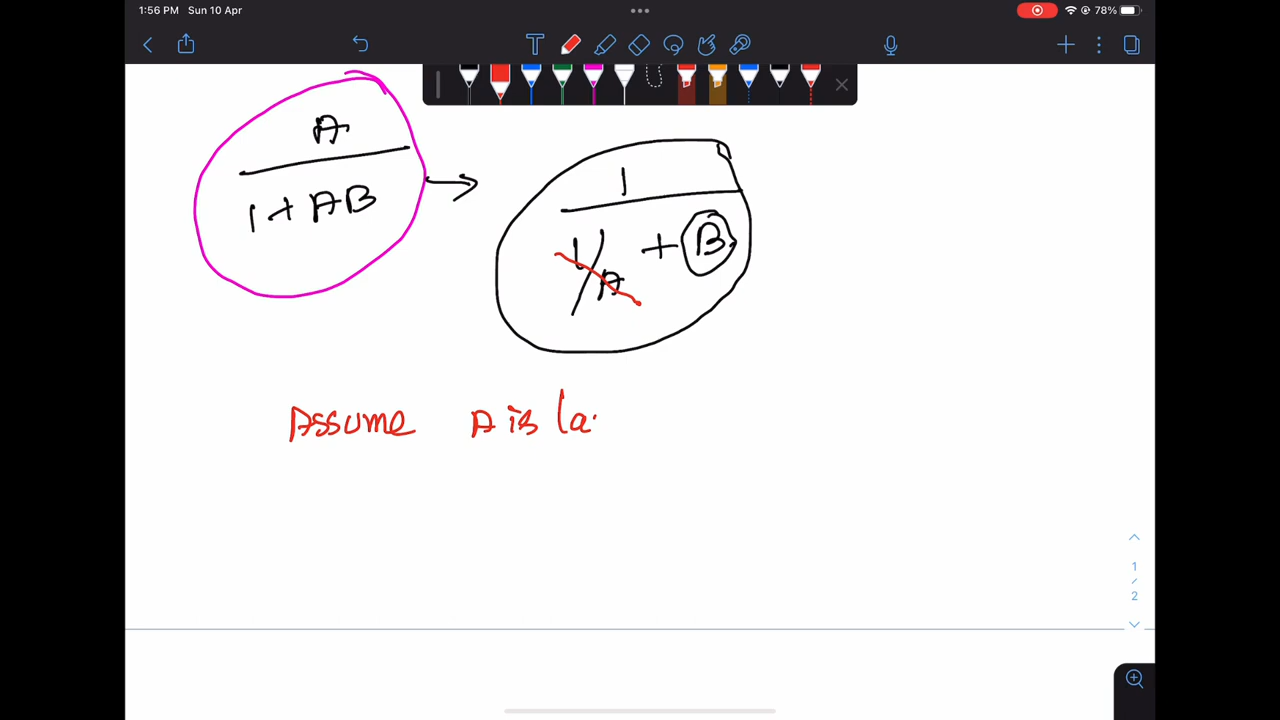 1:56 PM Sun 10 Apr
78%
T
A
1 + AB
1
1/A + B
Assume A is la
1
/
2